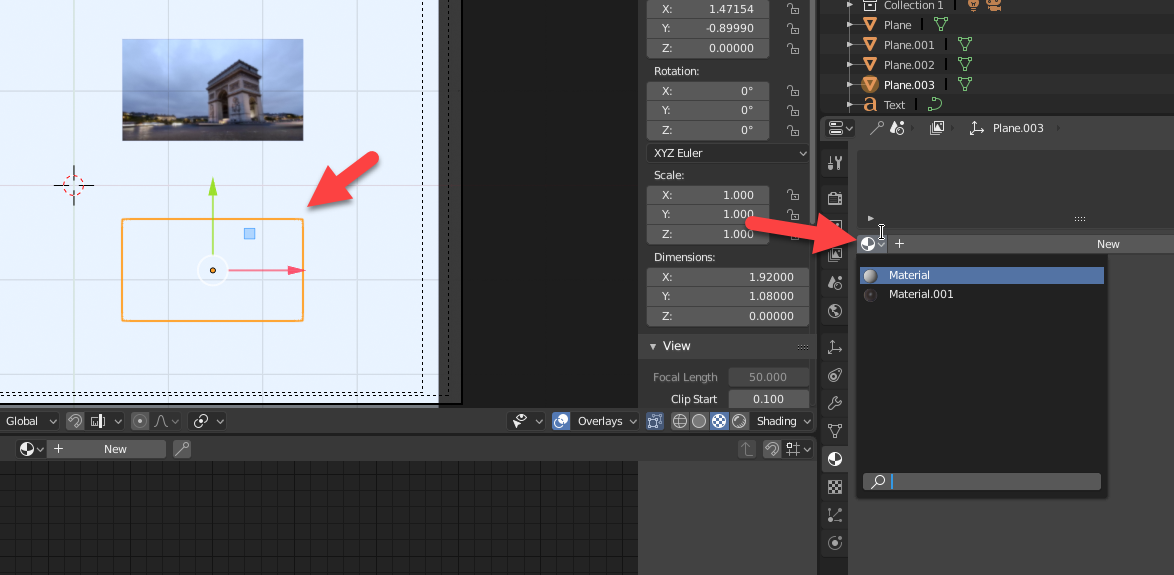 X: 1.47154
Y: -0.89990
Z: 0.00000
Rotation:
X: 0°
Y: 0°
Z: 0°
XYZ Euler
Scale:
X: 1.000
Y: 1.000
Z: 1.000
Dimensions:
X: 1.92000
Y: 1.08000
Z: 0.00000
View
Focal Length 50.000
Clip Start 0.100
Global
Overlays
Shading
New
Collection 1
Plane
Plane.001
Plane.002
Plane.003
Text
Plane.003
New
Material
Material.001